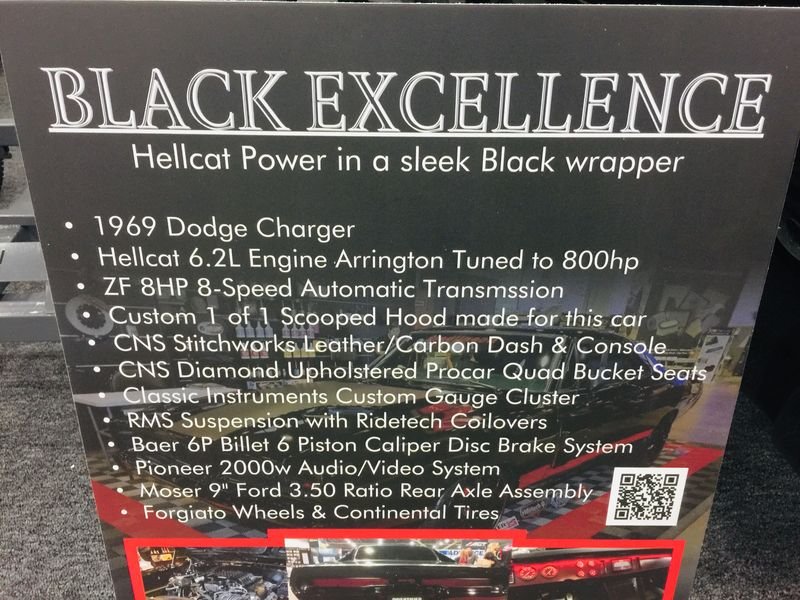 BLACK EXCELLENCE
Hellcat Power in a sleek Black wrapper
• 1969 Dodge Charger
• Hellcat 6.2L Engine Arrington Tuned to 800hp
• ZF 8HP 8-Speed Automatic Transmssion
• Custom 1 of 1 Scooped Hood made for this car
• CNS Stitchworks Leather/Carbon Dash & Console
• CNS Diamond Upholstered Procar Quad Bucket Seats
• Classic Instruments Custom Gauge Cluster
• RMS Suspension with Ridetech Coilovers
• Baer 6P Billet 6 Piston Caliper Disc Brake System
• Pioneer 2000w Audio/Video System
• Moser 9" Ford 3.50 Ratio Rear Axle Assembly
• Forgiato Wheels & Continental Tires